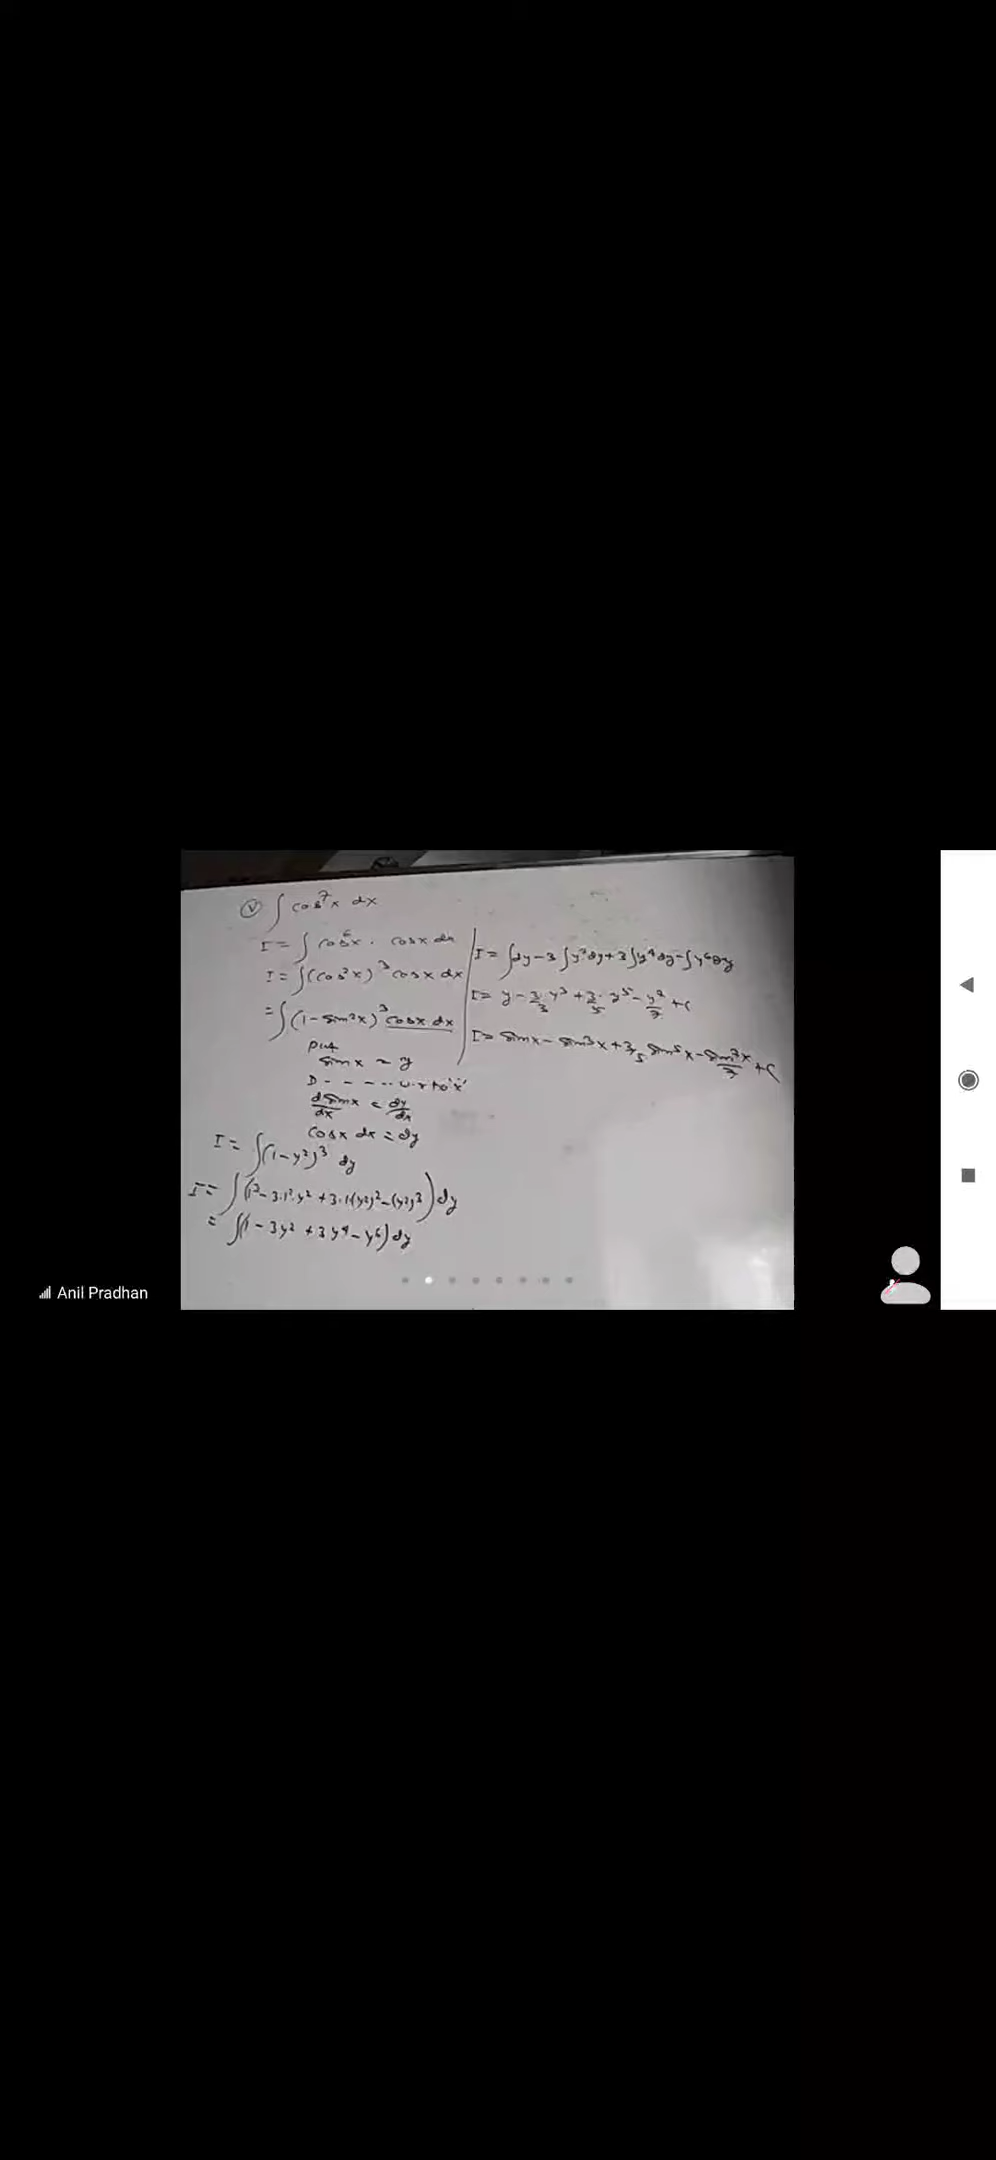 (v) ∫ cos⁷x dx
I = ∫ cos⁶x . cosx dx
I = ∫(cos²x)³ cosx dx
= ∫(1 - sin²x)³ cosx dx
put
sinx = y
D - - - - - w.r.to 'x'
dsinx/dx = dy/dx
cosx dx = dy
I = ∫(1 - y²)³ dy
I = ∫(1³ - 3.1².y² + 3.1(y²)² - (y²)³) dy
= ∫(1 - 3y² + 3y⁴ - y⁶) dy
I = ∫dy - 3∫y²dy + 3∫y⁴dy - ∫y⁶dy
I = y - 3/3 . y³ + 3/5 . y⁵ - y⁷/7 + c
I = sinx - sin³x + 3/5 sin⁵x - sin⁷x/7 + c
Anil Pradhan